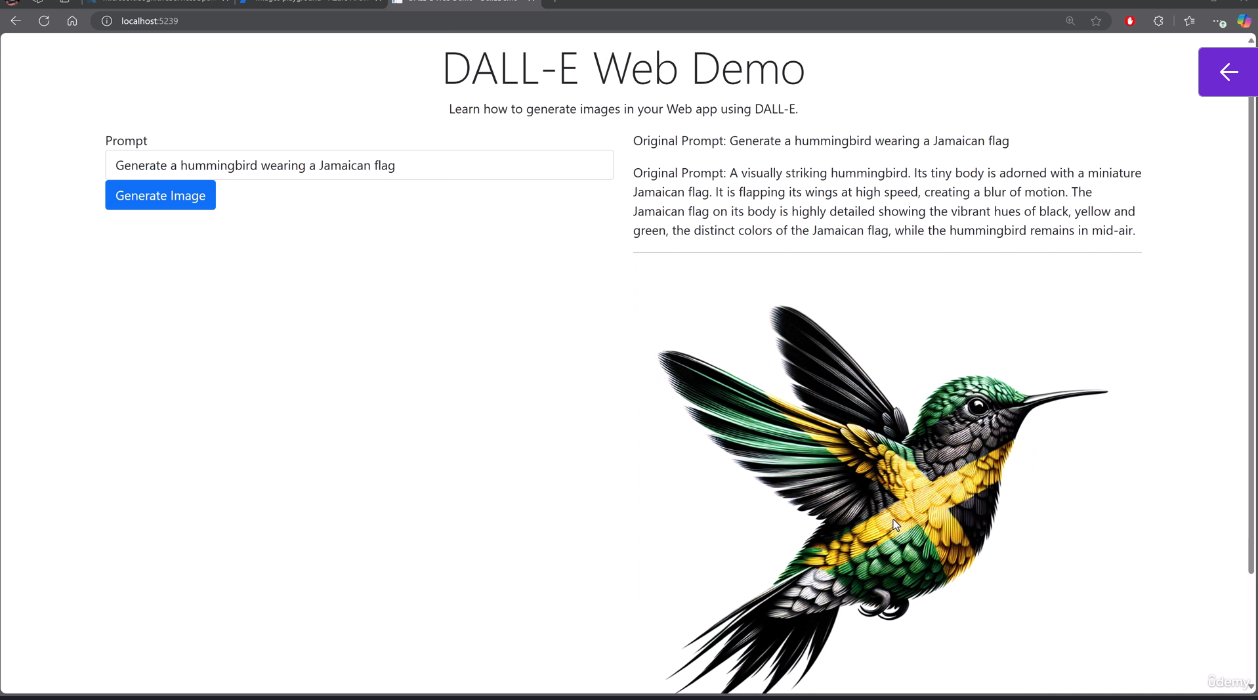 localhost:5239
DALL-E Web Demo
Learn how to generate images in your Web app using DALL-E.
Prompt
Generate a hummingbird wearing a Jamaican flag
Generate Image
Original Prompt: Generate a hummingbird wearing a Jamaican flag
Original Prompt: A visually striking hummingbird. Its tiny body is adorned with a miniature
Jamaican flag. It is flapping its wings at high speed, creating a blur of motion. The
Jamaican flag on its body is highly detailed showing the vibrant hues of black, yellow and
green, the distinct colors of the Jamaican flag, while the hummingbird remains in mid-air.
ûdemy